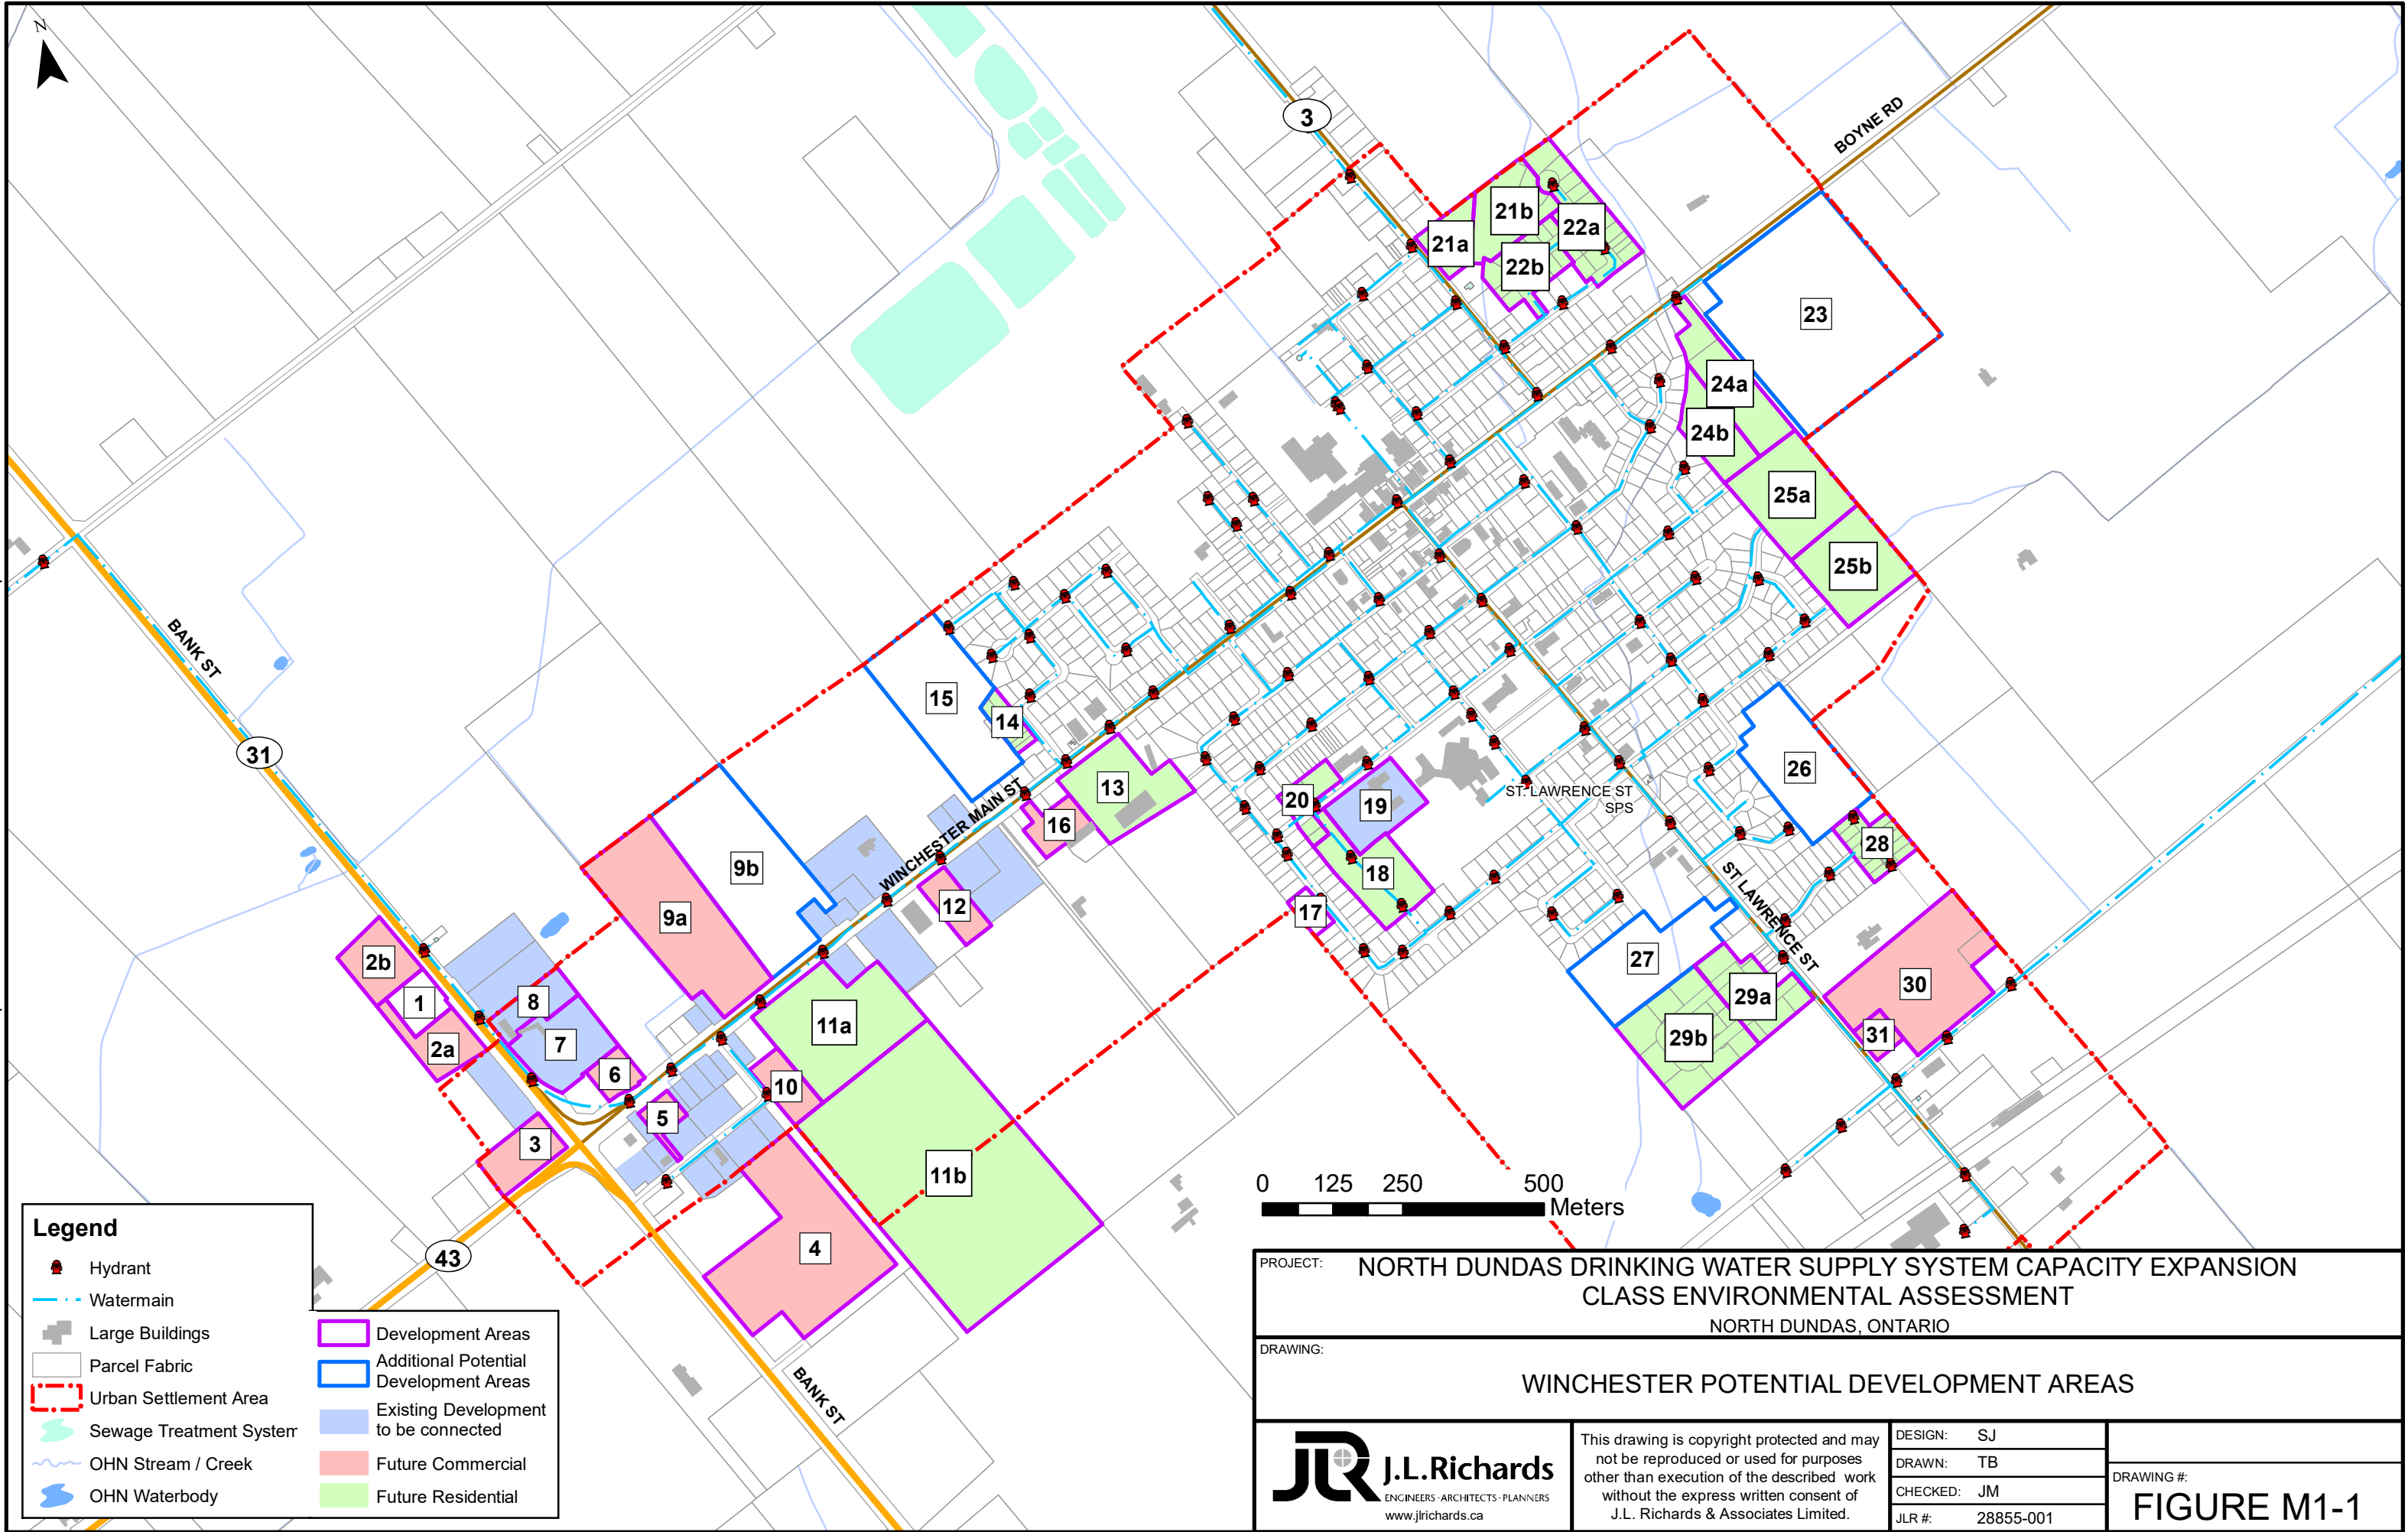 N
3
BOYNE RD
21b
22a
21a
22b
23
24a
24b
25a
25b
BANK ST
31
15
14
13
16
26
ST. LAWRENCE ST
SPS
20
19
28
18
17
WINCHESTER MAIN ST
9b
9a
12
ST LAWRENCE ST
27
29a
30
2b
1
8
2a
7
11a
29b
31
6
10
5
3
11b
4
43
BANK ST
0 125 250 500
Meters
Legend
Hydrant
Watermain
Large Buildings
Parcel Fabric
Urban Settlement Area
Sewage Treatment System
OHN Stream / Creek
OHN Waterbody
Development Areas
Additional Potential
Development Areas
Existing Development
to be connected
Future Commercial
Future Residential
PROJECT: NORTH DUNDAS DRINKING WATER SUPPLY SYSTEM CAPACITY EXPANSION
CLASS ENVIRONMENTAL ASSESSMENT
NORTH DUNDAS, ONTARIO
DRAWING:
WINCHESTER POTENTIAL DEVELOPMENT AREAS
JLR J.L.Richards
ENGINEERS · ARCHITECTS · PLANNERS
www.jlrichards.ca
This drawing is copyright protected and may
not be reproduced or used for purposes
other than execution of the described work
without the express written consent of
J.L. Richards & Associates Limited.
DESIGN: SJ
DRAWN: TB
CHECKED: JM
JLR #: 28855-001
DRAWING #:
FIGURE M1-1